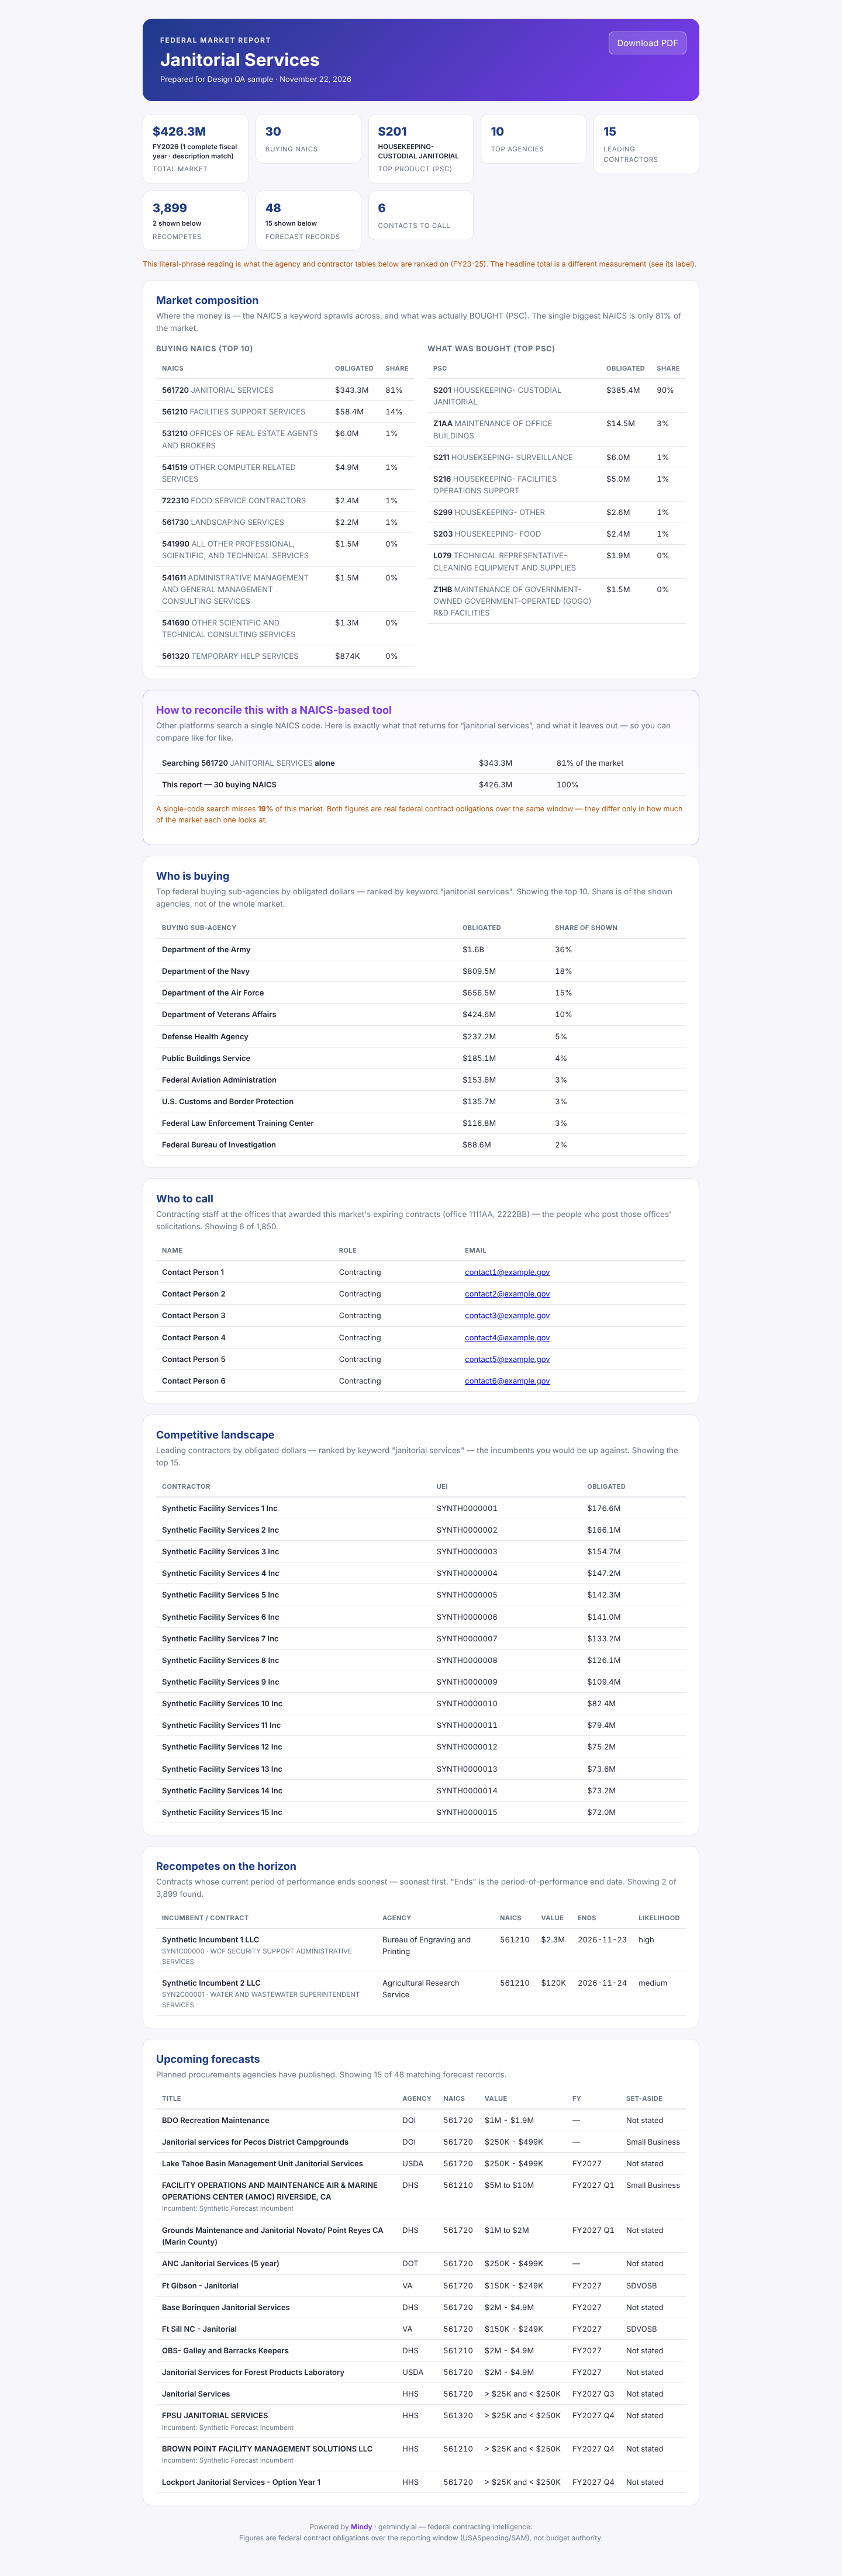 FEDERAL MARKET REPORT
Janitorial Services
Prepared for Design QA sample · November 22, 2026
Download PDF
$426.3M
FY2026 (1 complete fiscal
year · description match)
TOTAL MARKET
30
BUYING NAICS
S201
HOUSEKEEPING-
CUSTODIAL JANITORIAL
TOP PRODUCT (PSC)
10
TOP AGENCIES
15
LEADING
CONTRACTORS
3,899
2 shown below
RECOMPETES
48
15 shown below
FORECAST RECORDS
6
CONTACTS TO CALL
This literal-phrase reading is what the agency and contractor tables below are ranked on (FY23-25). The headline total is a different measurement (see its label).
Market composition
Where the money is — the NAICS a keyword sprawls across, and what was actually BOUGHT (PSC). The single biggest NAICS is only 81% of
the market.
BUYING NAICS (TOP 10)
NAICS OBLIGATED SHARE
561720 JANITORIAL SERVICES $343.3M 81%
561210 FACILITIES SUPPORT SERVICES $58.4M 14%
531210 OFFICES OF REAL ESTATE AGENTS $6.0M 1%
AND BROKERS
541519 OTHER COMPUTER RELATED $4.9M 1%
SERVICES
722310 FOOD SERVICE CONTRACTORS $2.4M 1%
561730 LANDSCAPING SERVICES $2.2M 1%
541990 ALL OTHER PROFESSIONAL, $1.5M 0%
SCIENTIFIC, AND TECHNICAL SERVICES
541611 ADMINISTRATIVE MANAGEMENT $1.5M 0%
AND GENERAL MANAGEMENT
CONSULTING SERVICES
541690 OTHER SCIENTIFIC AND $1.3M 0%
TECHNICAL CONSULTING SERVICES
561320 TEMPORARY HELP SERVICES $874K 0%
WHAT WAS BOUGHT (TOP PSC)
PSC OBLIGATED SHARE
S201 HOUSEKEEPING- CUSTODIAL $385.4M 90%
JANITORIAL
Z1AA MAINTENANCE OF OFFICE $14.5M 3%
BUILDINGS
S211 HOUSEKEEPING- SURVEILLANCE $6.0M 1%
S216 HOUSEKEEPING- FACILITIES $5.0M 1%
OPERATIONS SUPPORT
S299 HOUSEKEEPING- OTHER $2.6M 1%
S203 HOUSEKEEPING- FOOD $2.4M 1%
L079 TECHNICAL REPRESENTATIVE- $1.9M 0%
CLEANING EQUIPMENT AND SUPPLIES
Z1HB MAINTENANCE OF GOVERNMENT- $1.5M 0%
OWNED GOVERNMENT-OPERATED (GOGO)
R&D FACILITIES
How to reconcile this with a NAICS-based tool
Other platforms search a single NAICS code. Here is exactly what that returns for “janitorial services”, and what it leaves out — so you can
compare like for like.
Searching 561720 JANITORIAL SERVICES alone $343.3M 81% of the market
This report — 30 buying NAICS $426.3M 100%
A single-code search misses 19% of this market. Both figures are real federal contract obligations over the same window — they differ only in how much
of the market each one looks at.
Who is buying
Top federal buying sub-agencies by obligated dollars — ranked by keyword "janitorial services". Showing the top 10. Share is of the shown
agencies, not of the whole market.
BUYING SUB-AGENCY OBLIGATED SHARE OF SHOWN
Department of the Army $1.6B 36%
Department of the Navy $809.5M 18%
Department of the Air Force $656.5M 15%
Department of Veterans Affairs $424.6M 10%
Defense Health Agency $237.2M 5%
Public Buildings Service $185.1M 4%
Federal Aviation Administration $153.6M 3%
U.S. Customs and Border Protection $135.7M 3%
Federal Law Enforcement Training Center $116.8M 3%
Federal Bureau of Investigation $88.6M 2%
Who to call
Contracting staff at the offices that awarded this market's expiring contracts (office 1111AA, 2222BB) — the people who post those offices'
solicitations. Showing 6 of 1,850.
NAME ROLE EMAIL
Contact Person 1 Contracting contact1@example.gov
Contact Person 2 Contracting contact2@example.gov
Contact Person 3 Contracting contact3@example.gov
Contact Person 4 Contracting contact4@example.gov
Contact Person 5 Contracting contact5@example.gov
Contact Person 6 Contracting contact6@example.gov
Competitive landscape
Leading contractors by obligated dollars — ranked by keyword "janitorial services" — the incumbents you would be up against. Showing the
top 15.
CONTRACTOR UEI OBLIGATED
Synthetic Facility Services 1 Inc SYNTH0000001 $176.6M
Synthetic Facility Services 2 Inc SYNTH0000002 $166.1M
Synthetic Facility Services 3 Inc SYNTH0000003 $154.7M
Synthetic Facility Services 4 Inc SYNTH0000004 $147.2M
Synthetic Facility Services 5 Inc SYNTH0000005 $142.3M
Synthetic Facility Services 6 Inc SYNTH0000006 $141.0M
Synthetic Facility Services 7 Inc SYNTH0000007 $133.2M
Synthetic Facility Services 8 Inc SYNTH0000008 $126.1M
Synthetic Facility Services 9 Inc SYNTH0000009 $109.4M
Synthetic Facility Services 10 Inc SYNTH0000010 $82.4M
Synthetic Facility Services 11 Inc SYNTH0000011 $79.4M
Synthetic Facility Services 12 Inc SYNTH0000012 $75.2M
Synthetic Facility Services 13 Inc SYNTH0000013 $73.6M
Synthetic Facility Services 14 Inc SYNTH0000014 $73.2M
Synthetic Facility Services 15 Inc SYNTH0000015 $72.0M
Recompetes on the horizon
Contracts whose current period of performance ends soonest — soonest first. "Ends" is the period-of-performance end date. Showing 2 of
3,899 found.
INCUMBENT / CONTRACT AGENCY NAICS VALUE ENDS LIKELIHOOD
Synthetic Incumbent 1 LLC Bureau of Engraving and 561210 $2.3M 2026-11-23 high
SYN1C00000 · WCF SECURITY SUPPORT ADMINISTRATIVE Printing
SERVICES
Synthetic Incumbent 2 LLC Agricultural Research 561210 $120K 2026-11-24 medium
SYN2C00001 · WATER AND WASTEWATER SUPERINTENDENT Service
SERVICES
Upcoming forecasts
Planned procurements agencies have published. Showing 15 of 48 matching forecast records.
TITLE AGENCY NAICS VALUE FY SET-ASIDE
BDO Recreation Maintenance DOI 561720 $1M - $1.9M — Not stated
Janitorial services for Pecos District Campgrounds DOI 561720 $250K - $499K — Small Business
Lake Tahoe Basin Management Unit Janitorial Services USDA 561720 $250K - $499K FY2027 Not stated
FACILITY OPERATIONS AND MAINTENANCE AIR & MARINE DHS 561210 $5M to $10M FY2027 Q1 Small Business
OPERATIONS CENTER (AMOC) RIVERSIDE, CA
Incumbent: Synthetic Forecast Incumbent
Grounds Maintenance and Janitorial Novato/ Point Reyes CA DHS 561720 $1M to $2M FY2027 Q1 Not stated
(Marin County)
ANC Janitorial Services (5 year) DOT 561720 $250K - $499K — Not stated
Ft Gibson - Janitorial VA 561720 $150K - $249K FY2027 SDVOSB
Base Borinquen Janitorial Services DHS 561720 $2M - $4.9M FY2027 Not stated
Ft Sill NC - Janitorial VA 561720 $150K - $249K FY2027 SDVOSB
OBS- Galley and Barracks Keepers DHS 561210 $2M - $4.9M FY2027 Not stated
Janitorial Services for Forest Products Laboratory USDA 561720 $2M - $4.9M FY2027 Not stated
Janitorial Services HHS 561720 > $25K and < $250K FY2027 Q3 Not stated
FPSU JANITORIAL SERVICES HHS 561320 > $25K and < $250K FY2027 Q4 Not stated
Incumbent: Synthetic Forecast Incumbent
BROWN POINT FACILITY MANAGEMENT SOLUTIONS LLC HHS 561210 > $25K and < $250K FY2027 Q4 Not stated
Incumbent: Synthetic Forecast Incumbent
Lockport Janitorial Services - Option Year 1 HHS 561720 > $25K and < $250K FY2027 Q4 Not stated
Powered by Mindy · getmindy.ai — federal contracting intelligence.
Figures are federal contract obligations over the reporting window (USASpending/SAM), not budget authority.